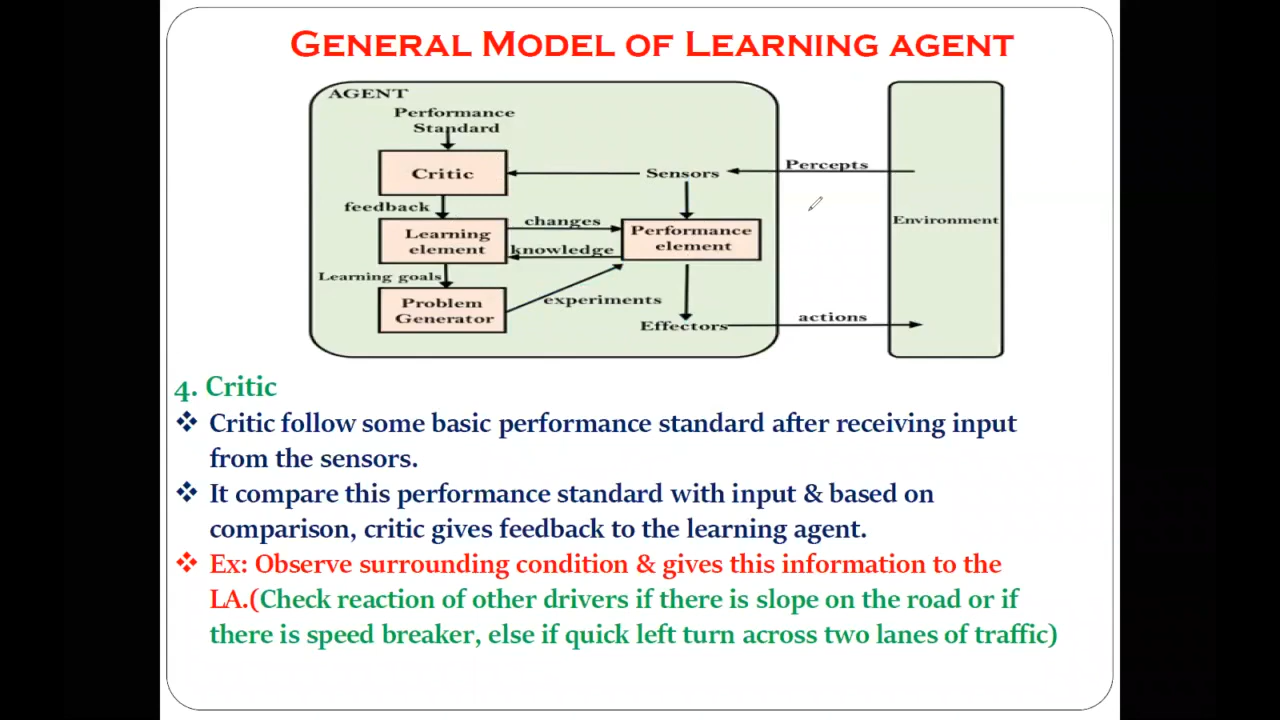 GENERAL MODEL OF LEARNING AGENT
AGENT
Performance
Standard
Critic
Sensors
Percepts
feedback
changes
Learning
element
knowledge
Performance
element
Environment
Learning goals
Problem
Generator
experiments
Effectors
actions
4. Critic
❖ Critic follow some basic performance standard after receiving input
from the sensors.
❖ It compare this performance standard with input & based on
comparison, critic gives feedback to the learning agent.
❖ Ex: Observe surrounding condition & gives this information to the
LA.(Check reaction of other drivers if there is slope on the road or if
there is speed breaker, else if quick left turn across two lanes of traffic)